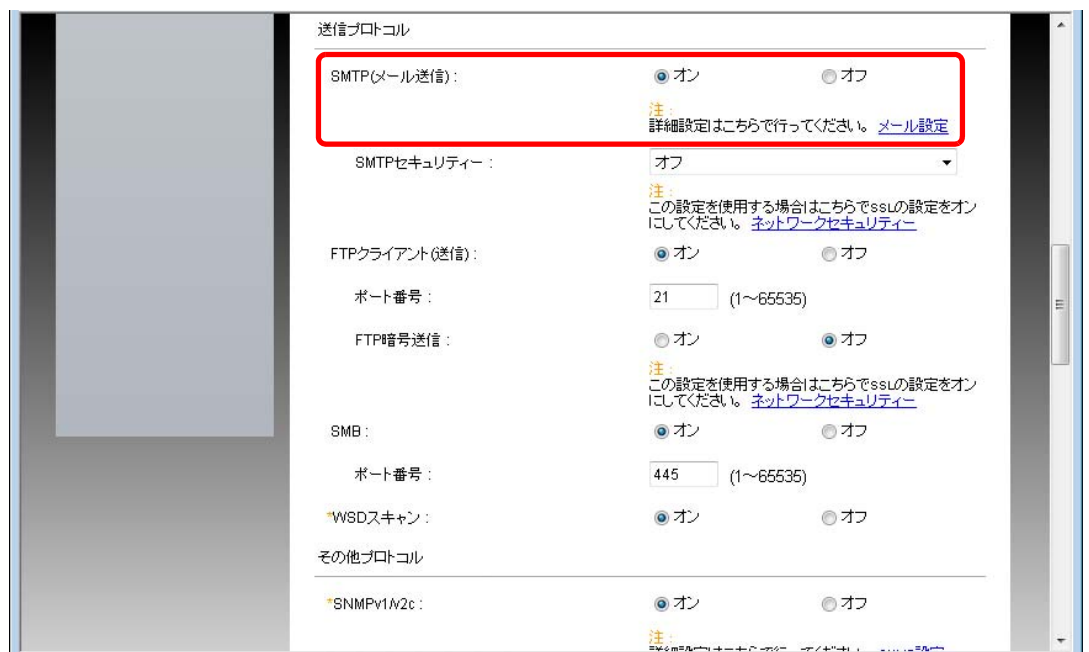 送信プロトコル
SMTP(メール送信) : オン オフ
注 :
詳細設定はこちらで行ってください。 メール設定
SMTPセキュリティー : オフ
注 :
この設定を使用する場合はこちらでSSLの設定をオン
にしてください。 ネットワークセキュリティー
FTPクライアント(送信) : オン オフ
ポート番号 : 21 (1～65535)
FTP暗号送信 : オン オフ
注 :
この設定を使用する場合はこちらでSSLの設定をオン
にしてください。 ネットワークセキュリティー
SMB : オン オフ
ポート番号 : 445 (1～65535)
*WSDスキャン : オン オフ
その他プロトコル
*SNMPv1/v2c : オン オフ
注 :